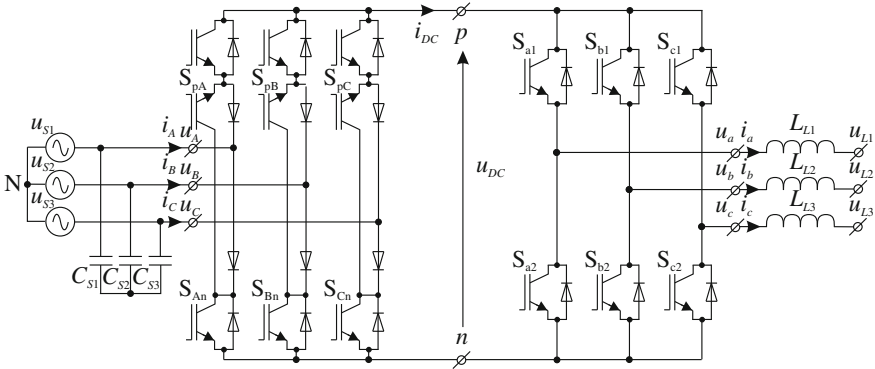 i_DC p
S_a1 S_b1 S_c1
S_pA S_pB S_pC
u_S1 i_A u_A
u_a i_a L_L1 u_L1
u_S2 i_B u_B
u_DC
N
u_b i_b L_L2 u_L2
u_S3 i_C u_C
u_c i_c L_L3 u_L3
C_S1 C_S2 C_S3
S_An S_Bn S_Cn
S_a2 S_b2 S_c2
n